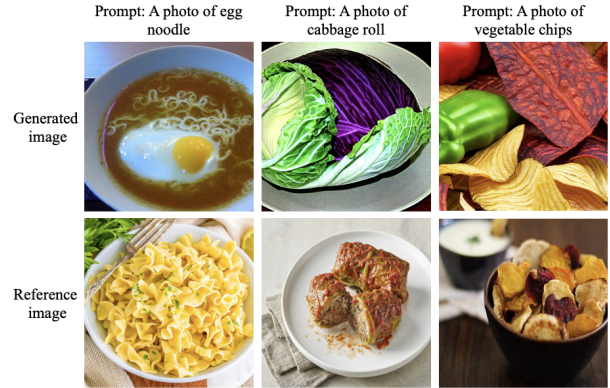 Prompt: A photo of egg
noodle
Prompt: A photo of
cabbage roll
Prompt: A photo of
vegetable chips
Generated
image
Reference
image